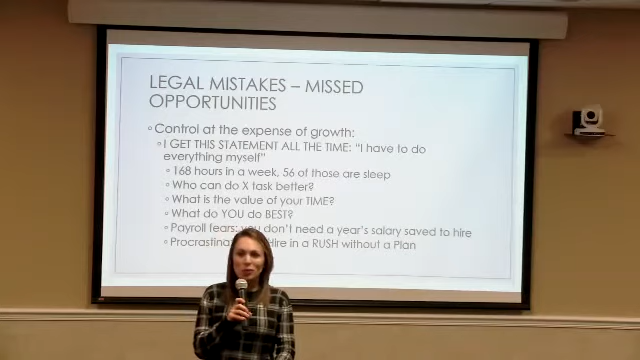 LEGAL MISTAKES – MISSED
OPPORTUNITIES
Control at the expense of growth:
I GET THIS STATEMENT ALL THE TIME: "I have to do
everything myself"
168 hours in a week, 56 of those are sleep
Who can do X task better?
What is the value of your TIME?
What do YOU do BEST?
Payroll fears: you don't need a year's salary saved to hire
Hire in a RUSH without a Plan